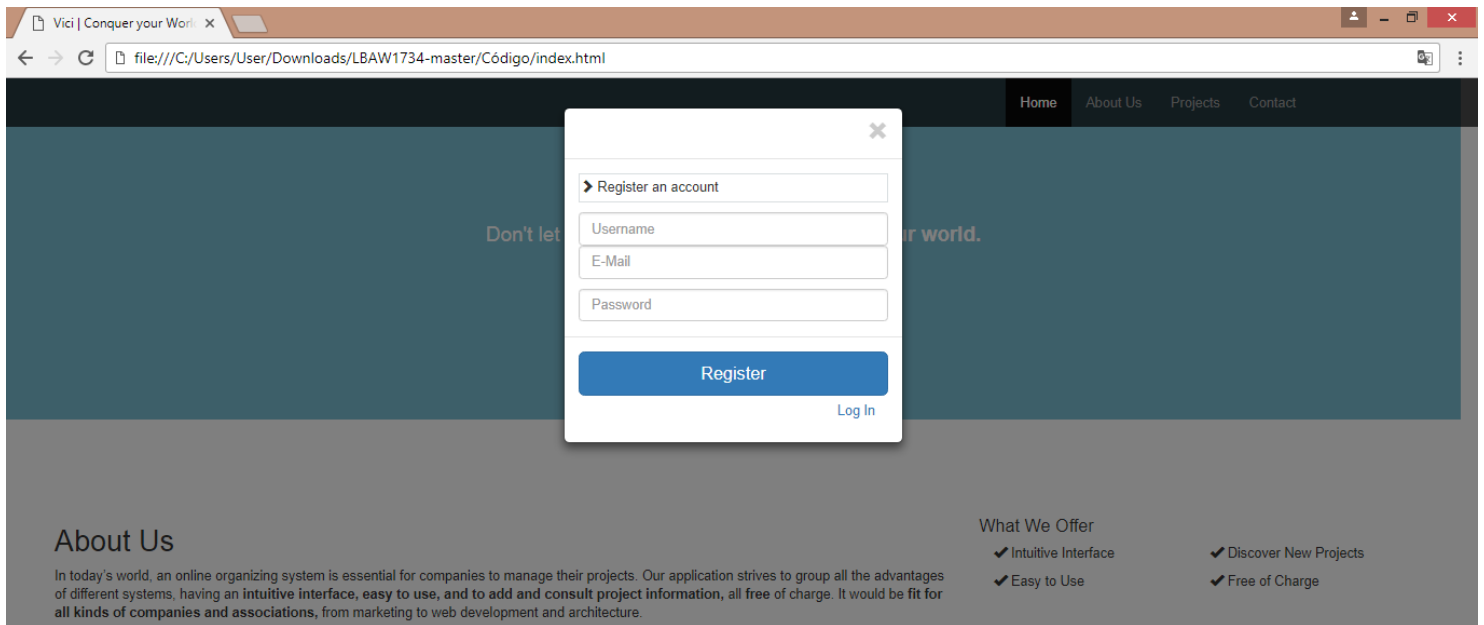 Vici | Conquer your Worl
file:///C:/Users/User/Downloads/LBAW1734-master/Código/index.html
Home About Us Projects Contact
Register an account
Don't let ur world.
Username
E-Mail
Password
Register
Log In
About Us
In today's world, an online organizing system is essential for companies to manage their projects. Our application strives to group all the advantages
of different systems, having an intuitive interface, easy to use, and to add and consult project information, all free of charge. It would be fit for
all kinds of companies and associations, from marketing to web development and architecture.
What We Offer
Intuitive Interface Discover New Projects
Easy to Use Free of Charge